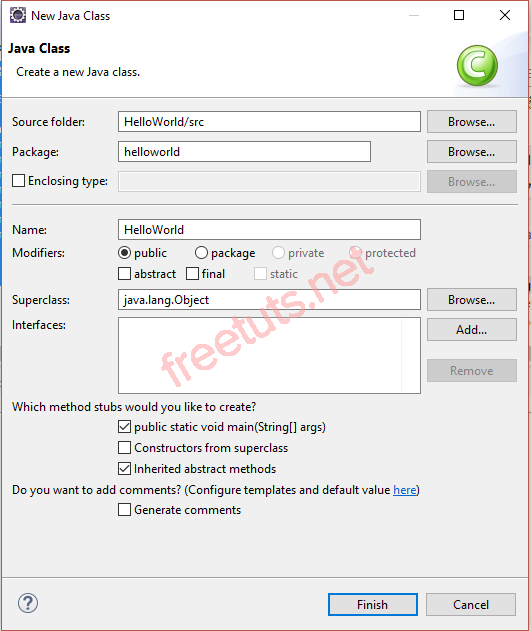 New Java Class
Java Class
Create a new Java class.
Source folder: HelloWorld/src Browse...
Package: helloworld Browse...
Enclosing type: Browse...
Name: HelloWorld
Modifiers: public package private protected
abstract final static
Superclass: java.lang.Object Browse...
Interfaces: Add...
Remove
freetuts.net
Which method stubs would you like to create?
public static void main(String[] args)
Constructors from superclass
Inherited abstract methods
Do you want to add comments? (Configure templates and default value here)
Generate comments
Finish Cancel